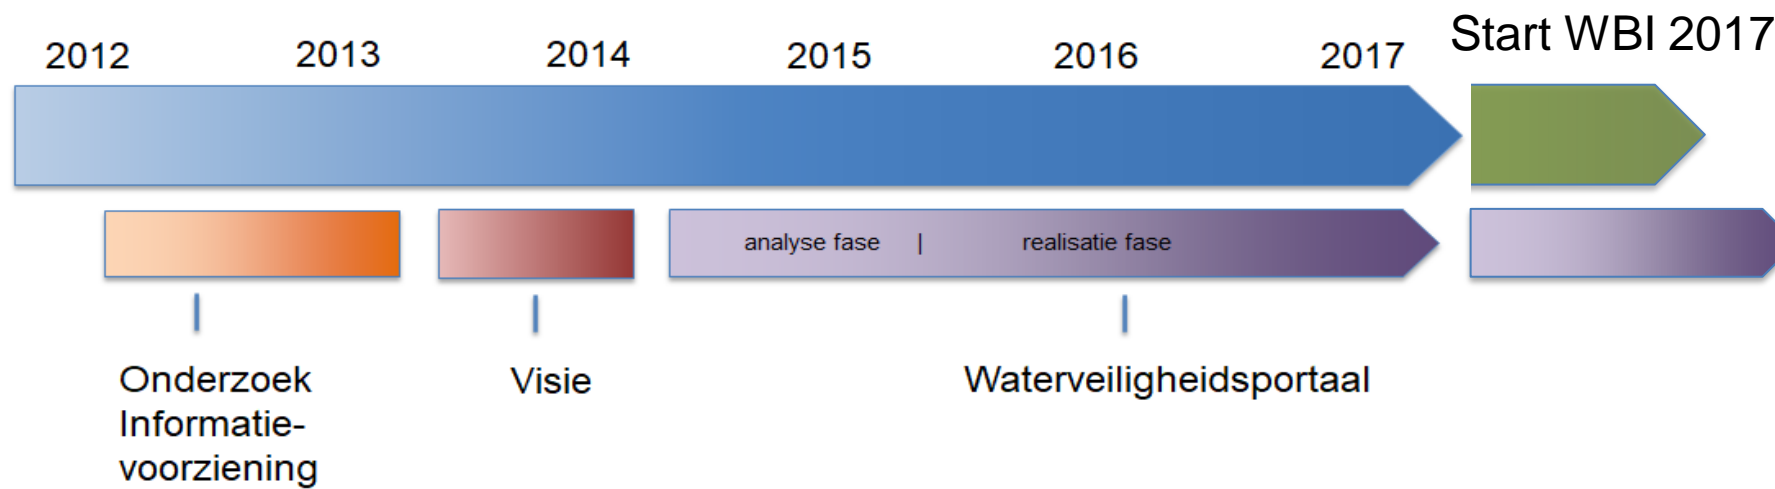 2012 2013 2014 2015 2016 2017 Start WBI 2017
analyse fase | realisatie fase
Onderzoek
Informatie-
voorziening
Visie
Waterveiligheidsportaal